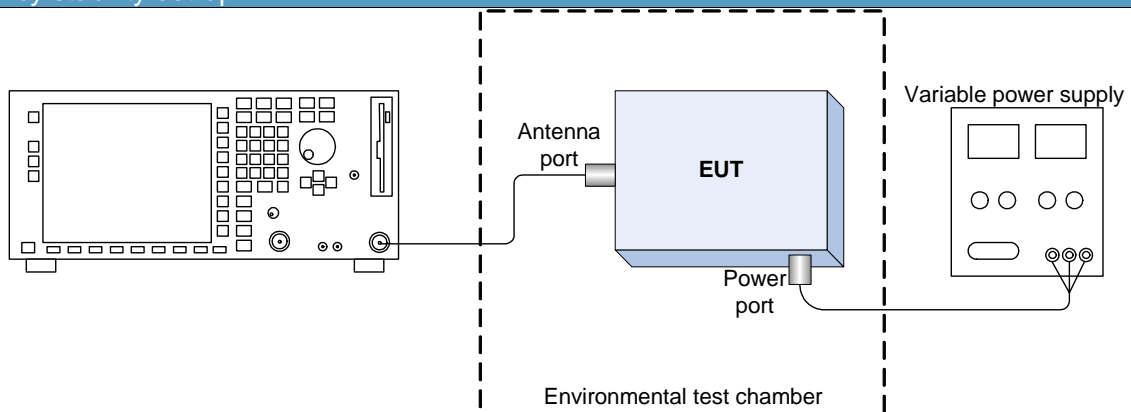 Antenna
port
EUT
Power
port
Variable power supply
Environmental test chamber